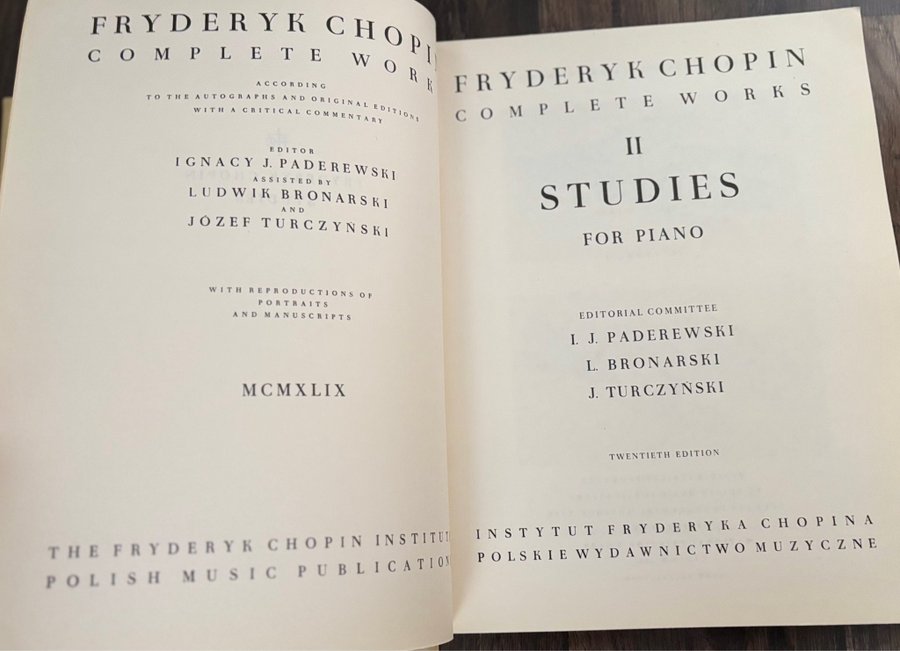 FRYDERYK CHOPI
COMPLETE WORK
ACCORDING
TO THE AUTOGRAPHS AND ORIGINAL EDITIONS
WITH A CRITICAL COMMENTARY
EDITOR
IGNACY J. PADEREWSKI
ASSISTED BY
LUDWIK BRONARSKI
AND
JÓZEF TURCZYŃSKI
WITH REPRODUCTIONS OF
PORTRAITS
AND MANUSCRIPTS
MCMXLIX
THE FRYDERYK CHOPIN INSTITUT
POLISH MUSIC PUBLICATION
FRYDERYK CHOPIN
COMPLETE WORKS
II
STUDIES
FOR PIANO
EDITORIAL COMMITTEE
I. J. PADEREWSKI
L. BRONARSKI
J. TURCZYŃSKI
TWENTIETH EDITION
INSTYTUT FRYDERYKA CHOPINA
POLSKIE WYDAWNICTWO MUZYCZNE